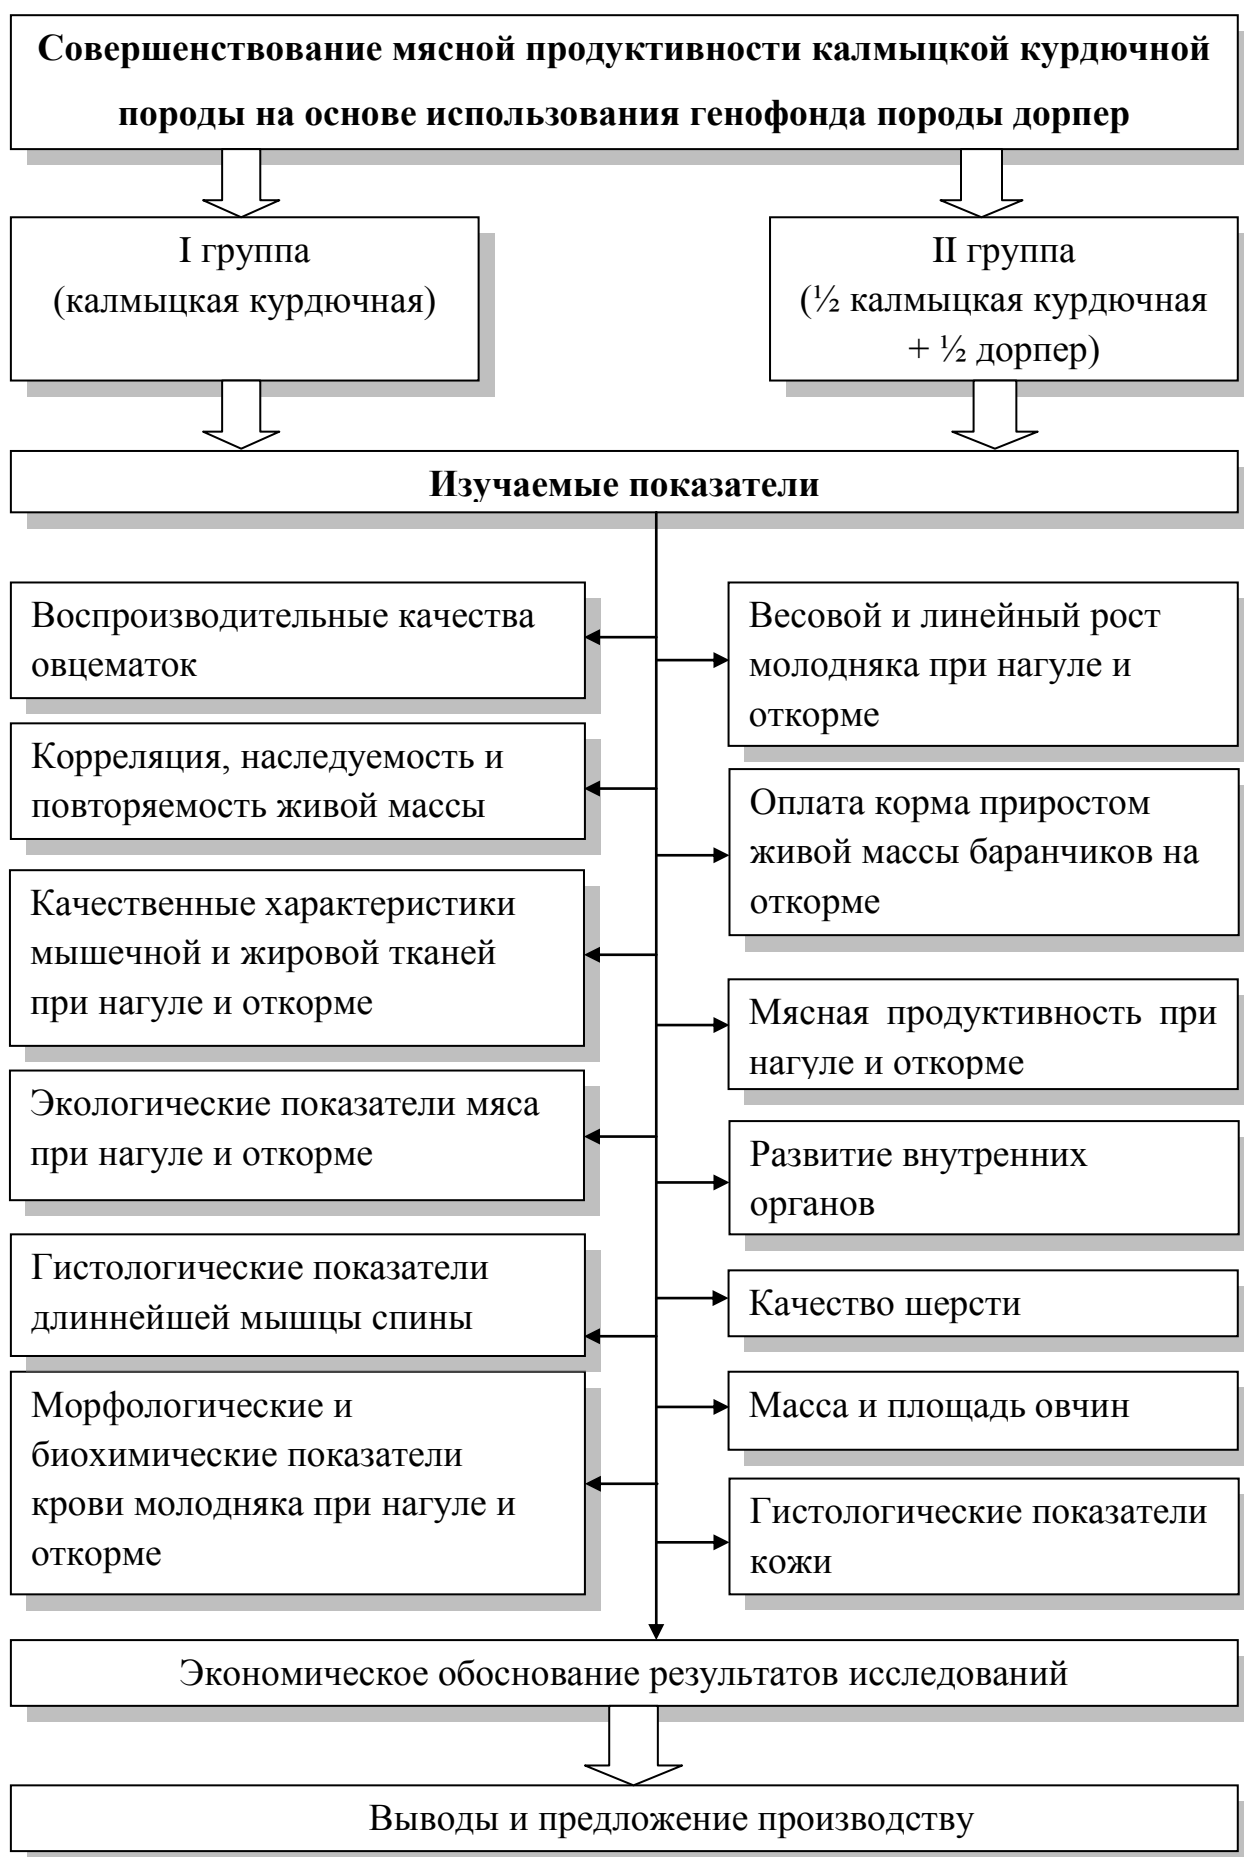 Совершенствование мясной продуктивности калмыцкой курдючной
породы на основе использования генофонда породы дорпер
I группа
(калмыцкая курдючная)
II группа
(½ калмыцкая курдючная
+ ½ дорпер)
Изучаемые показатели
Воспроизводительные качества
овцематок
Корреляция, наследуемость и
повторяемость живой массы
Качественные характеристики
мышечной и жировой тканей
при нагуле и откорме
Экологические показатели мяса
при нагуле и откорме
Гистологические показатели
длиннейшей мышцы спины
Морфологические и
биохимические показатели
крови молодняка при нагуле и
откорме
Весовой и линейный рост
молодняка при нагуле и
откорме
Оплата корма приростом
живой массы баранчиков на
откорме
Мясная продуктивность при
нагуле и откорме
Развитие внутренних
органов
Качество шерсти
Масса и площадь овчин
Гистологические показатели
кожи
Экономическое обоснование результатов исследований
Выводы и предложение производству